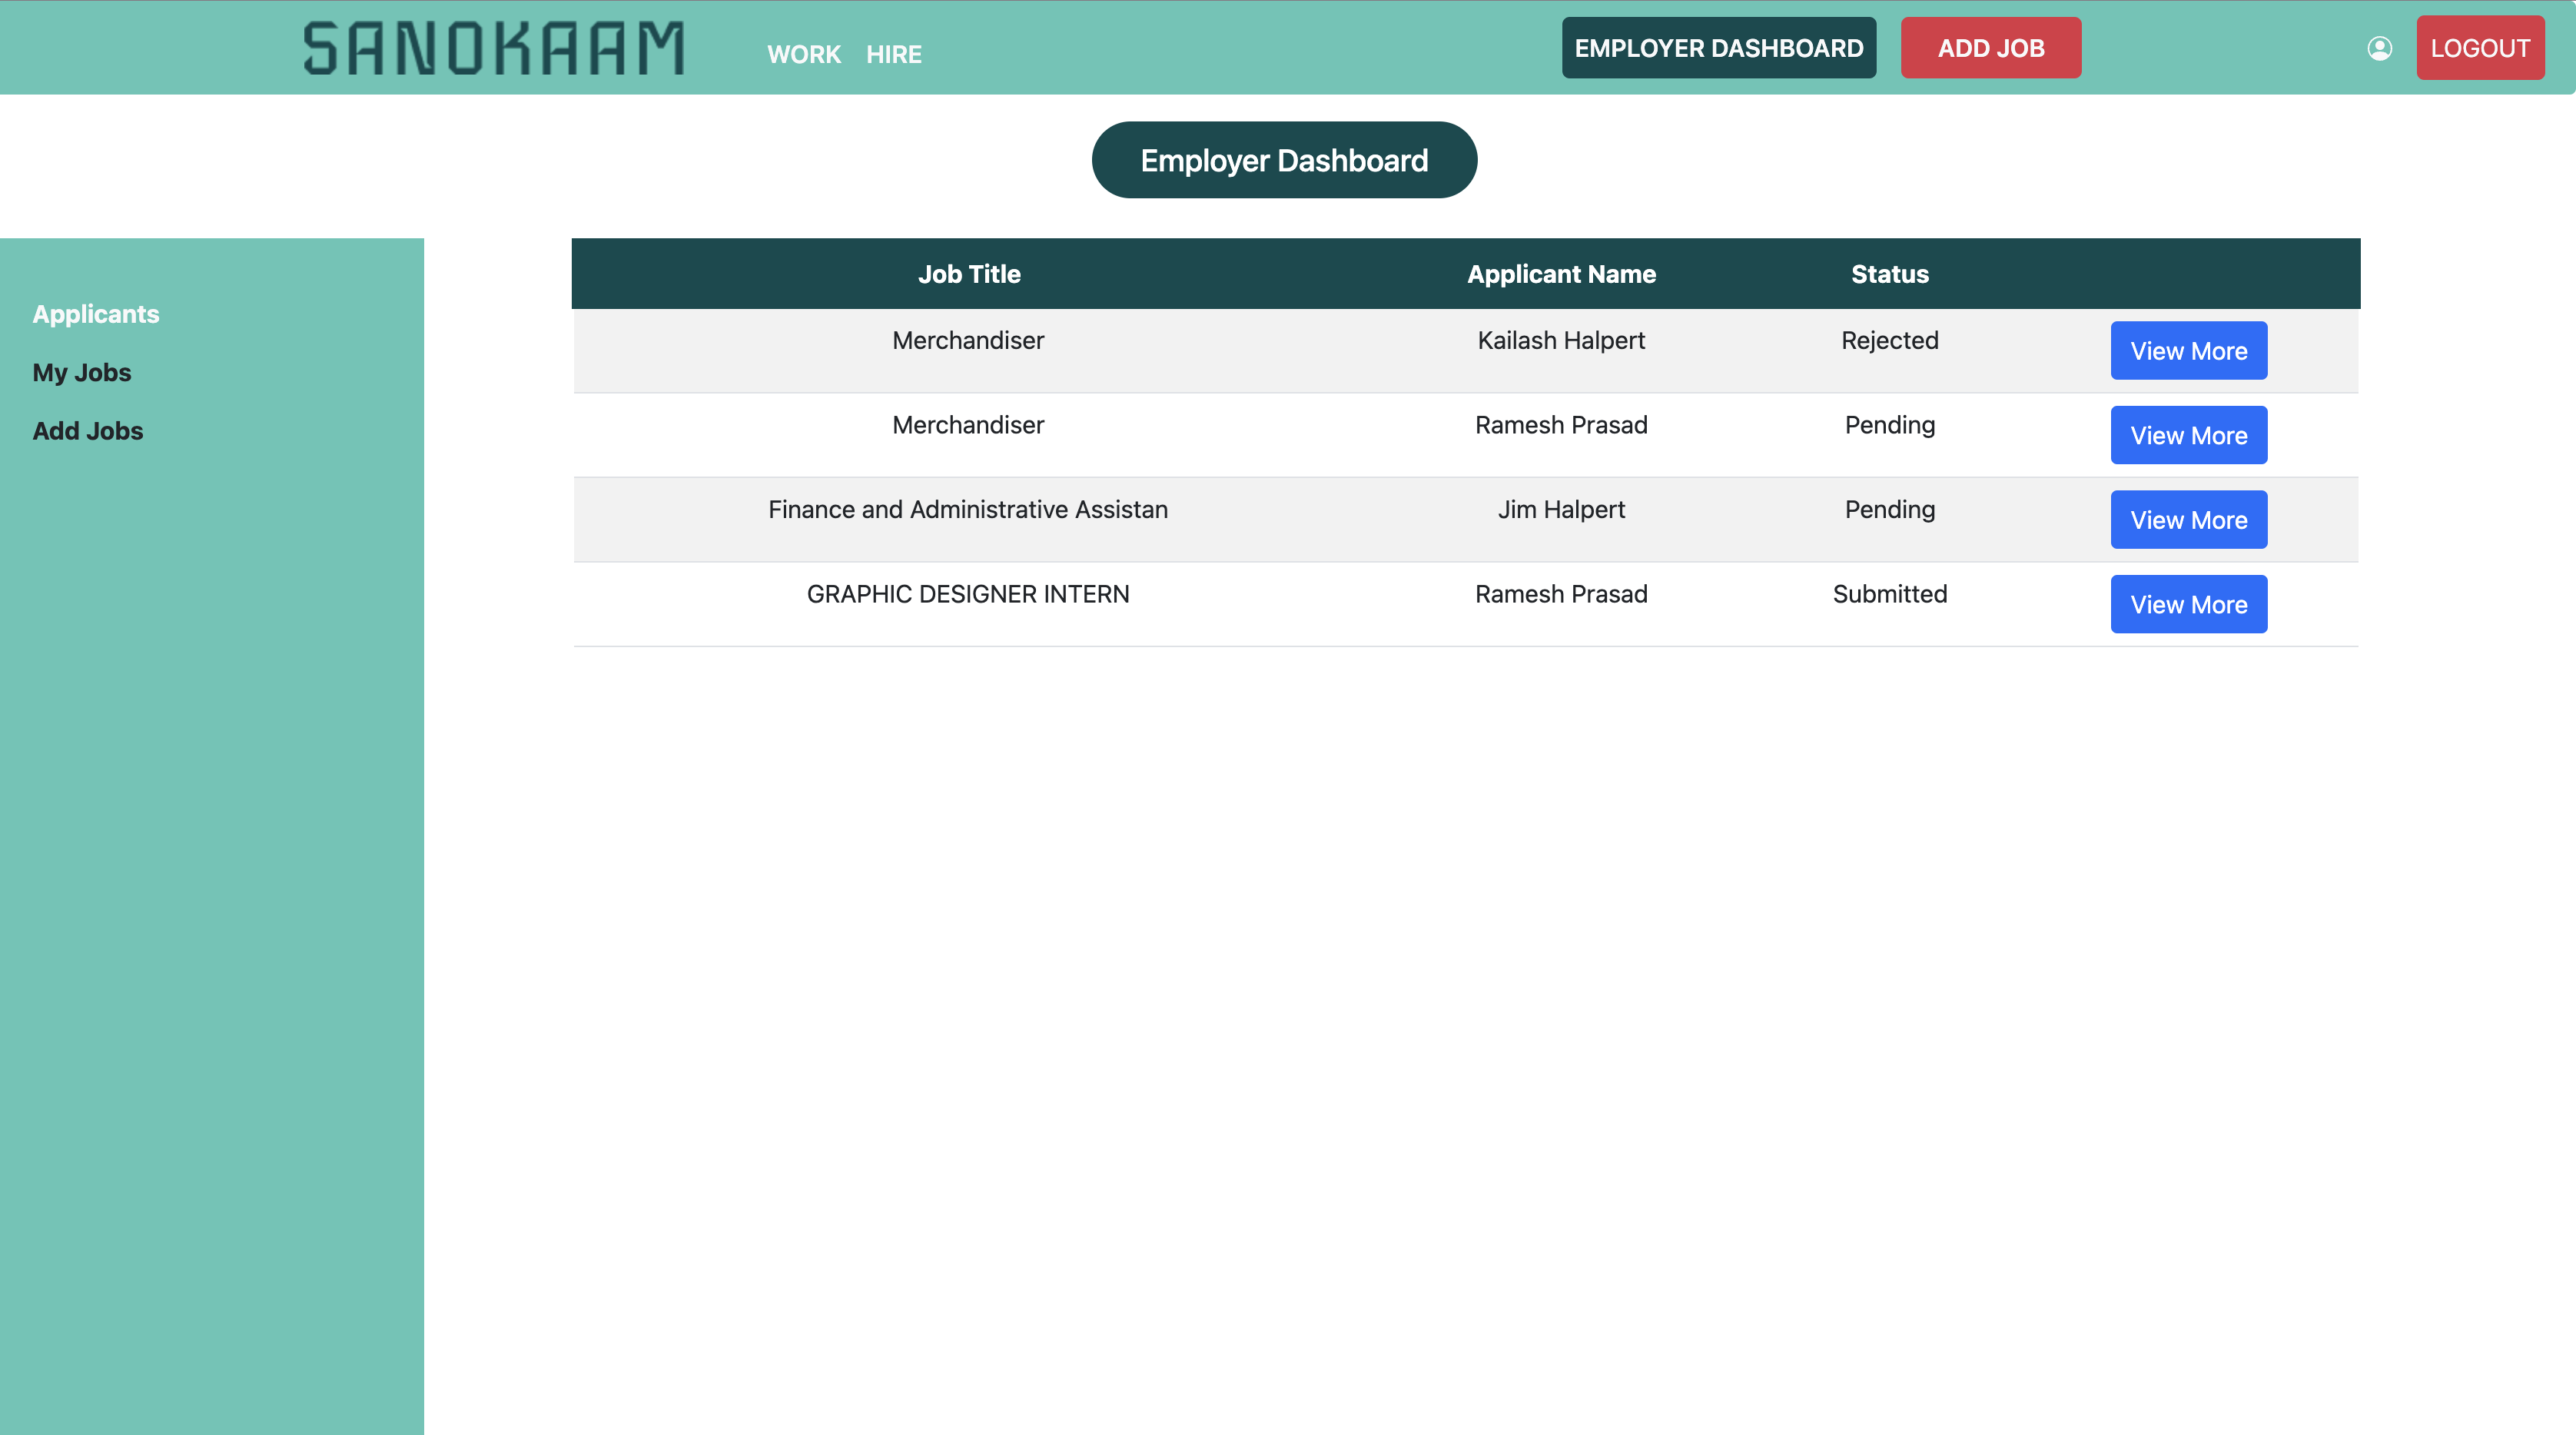 SANOKAAM WORK HIRE EMPLOYER DASHBOARD ADD JOB LOGOUT
Employer Dashboard
Applicants
My Jobs
Add Jobs
Job Title Applicant Name Status
Merchandiser Kailash Halpert Rejected View More
Merchandiser Ramesh Prasad Pending View More
Finance and Administrative Assistan Jim Halpert Pending View More
GRAPHIC DESIGNER INTERN Ramesh Prasad Submitted View More